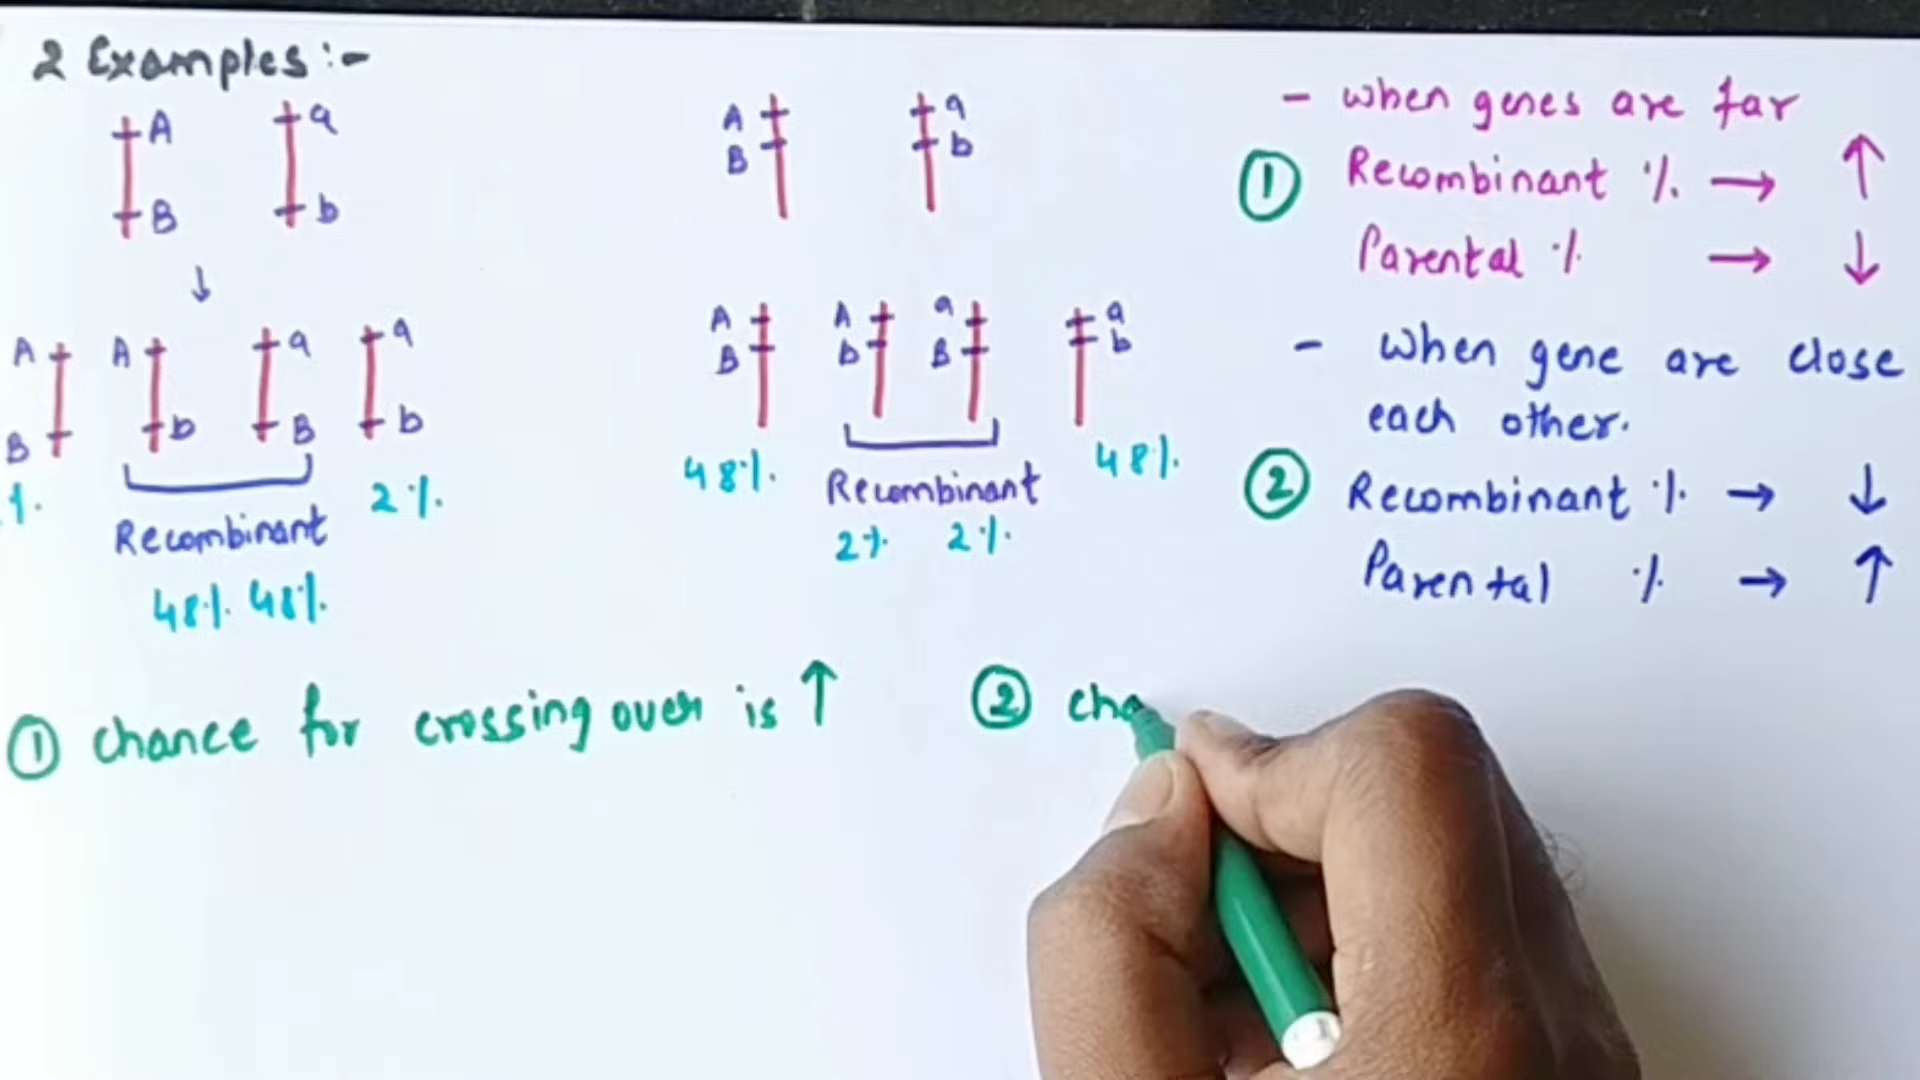 2 Examples:-
A a
B b
↓
A A a a
B b B b
%. 2%.
Recombinant
48%. 48%.
A a
B b
A A a a
B b B b
48%. 48%.
Recombinant
2%. 2%.
- when genes are far
① Recombinant %. → ↑
Parental % → ↓
- when gene are close
each other.
② Recombinant %. → ↓
Parental % → ↑
① chance for crossing over is ↑
② cha